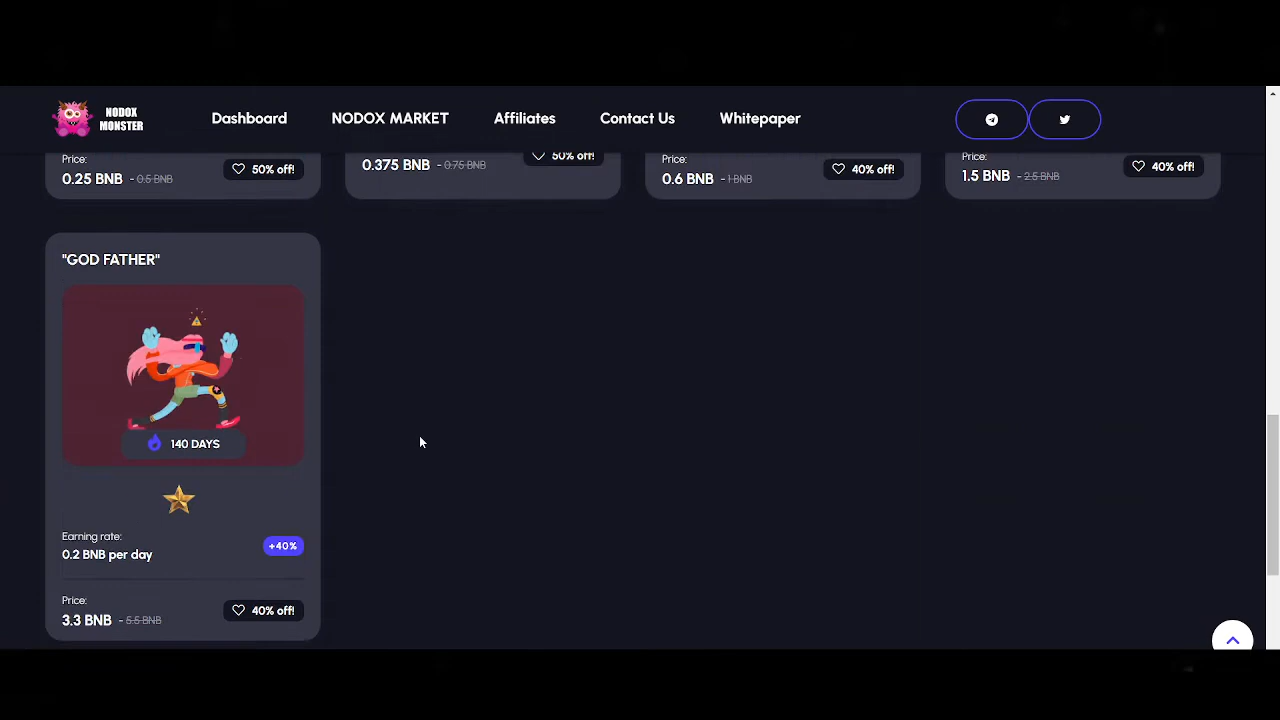 NODOX
MONSTER
Dashboard
NODOX MARKET
Affiliates
Contact Us
Whitepaper
Price:
0.25 BNB - 0.5 BNB
50% off!
0.375 BNB - 0.75 BNB
50% off!
Price:
0.6 BNB - 1 BNB
40% off!
Price:
1.5 BNB - 2.5 BNB
40% off!
"GOD FATHER"
140 DAYS
Earning rate:
0.2 BNB per day
+40%
Price:
3.3 BNB - 5.5 BNB
40% off!